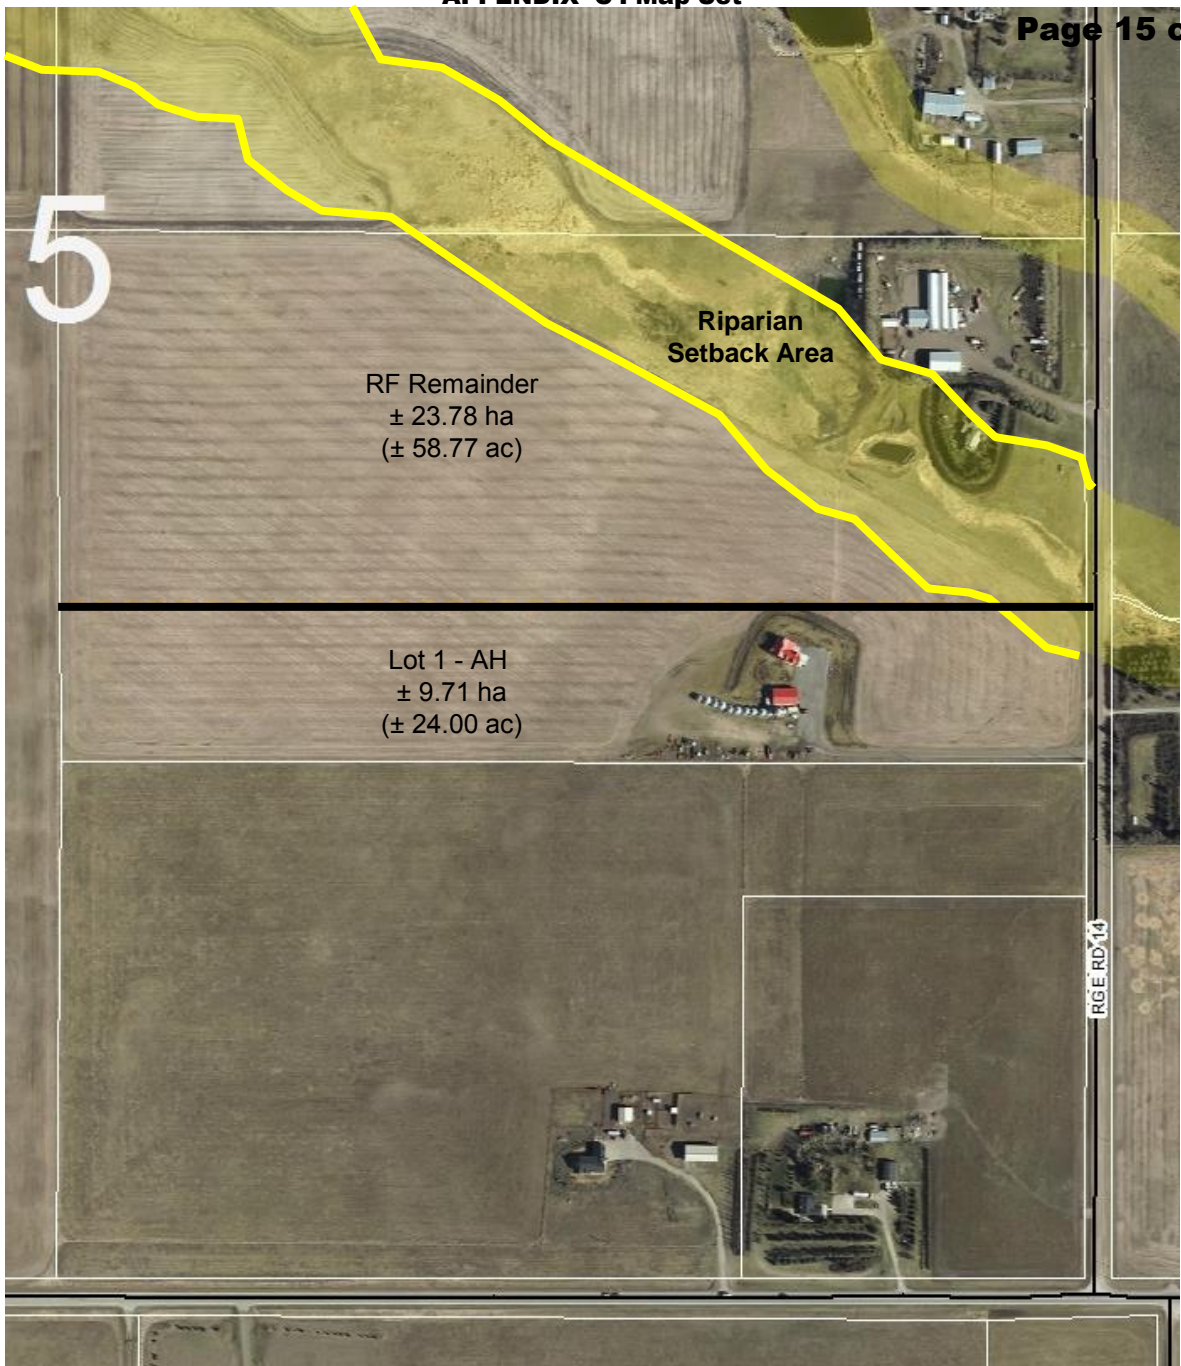 Page 15 o
5
Riparian
Setback Area
RF Remainder
± 23.78 ha
(± 58.77 ac)
Lot 1 - AH
± 9.71 ha
(± 24.00 ac)
RGE RD 14